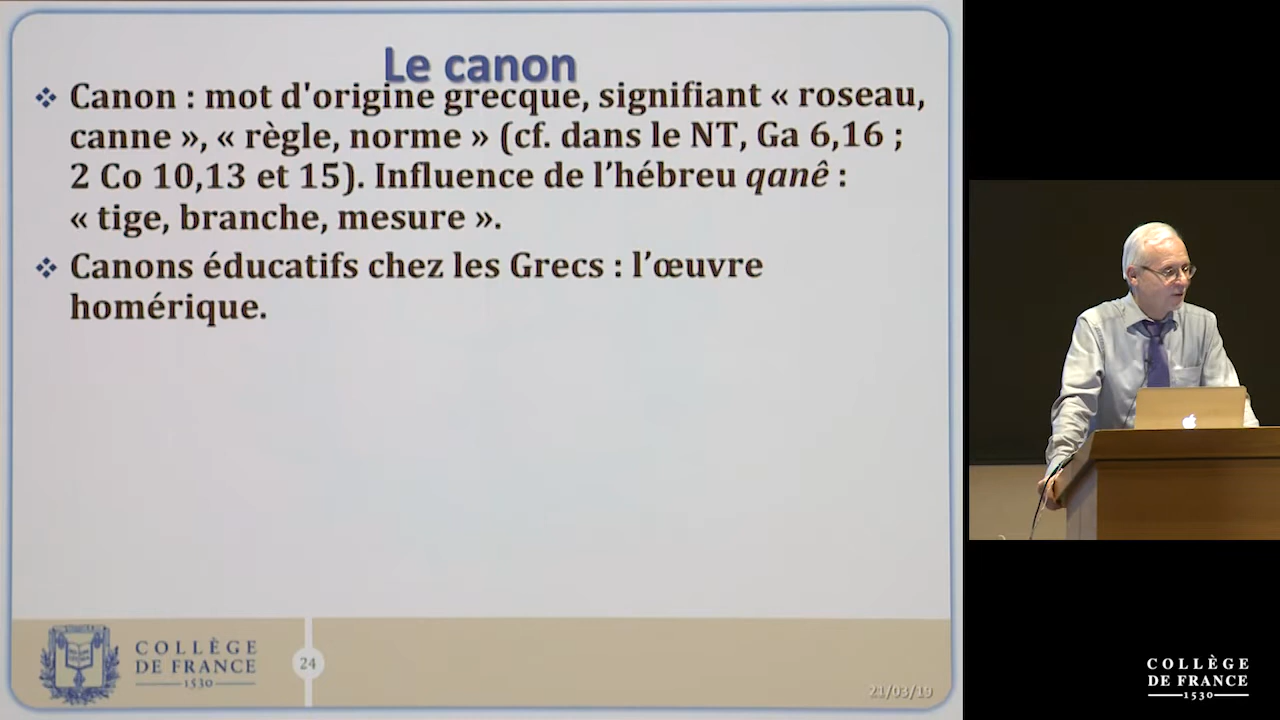 Le canon
❖ Canon : mot d'origine grecque, signifiant « roseau,
canne », « règle, norme » (cf. dans le NT, Ga 6,16 ;
2 Co 10,13 et 15). Influence de l’hébreu qanê :
« tige, branche, mesure ».
❖ Canons éducatifs chez les Grecs : l’œuvre
homérique.
COLLÈGE
DE FRANCE
1530
24
21/03/19
COLLÈGE
DE FRANCE
1530